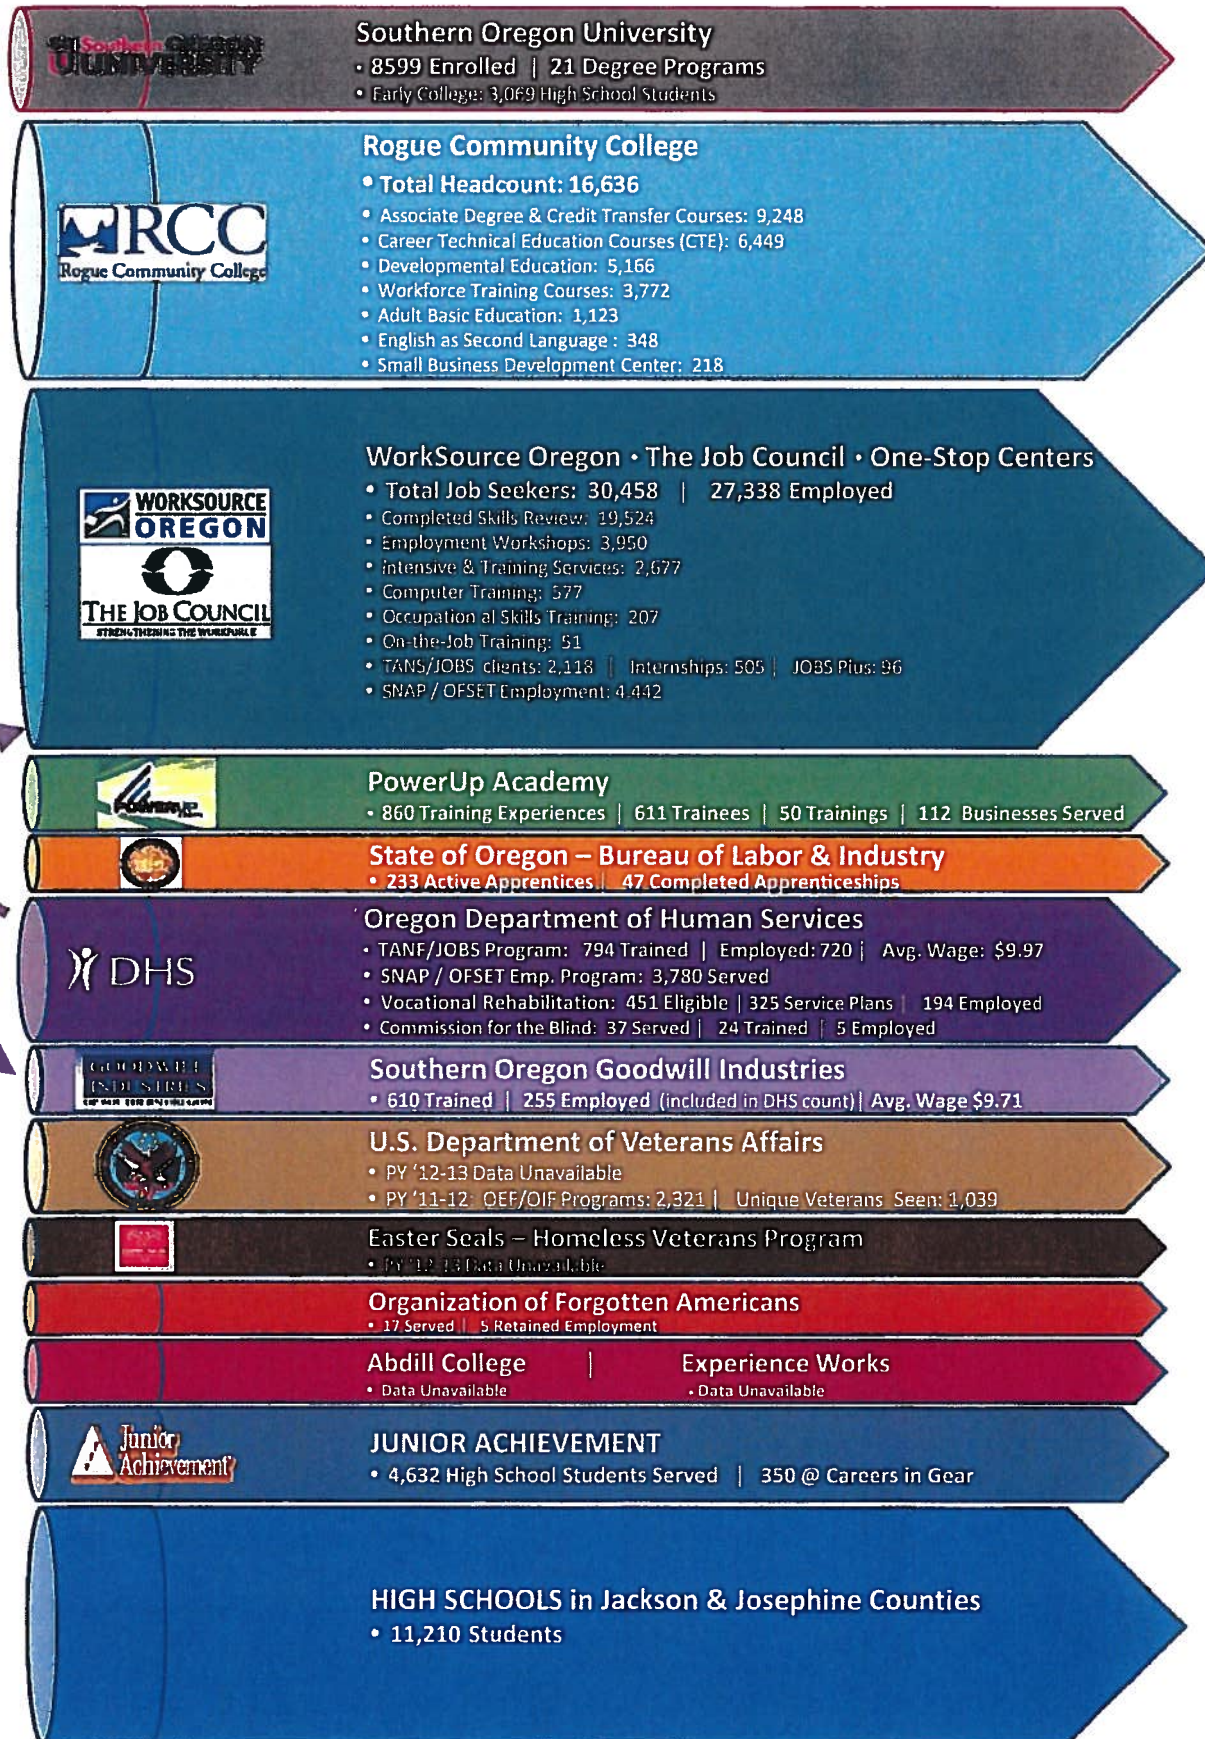 Southern OREGON
UNIVERSITY
Southern Oregon University
• 8599 Enrolled | 21 Degree Programs
• Early College: 3,069 High School Students
RCC
Rogue Community College
Rogue Community College
• Total Headcount: 16,636
• Associate Degree & Credit Transfer Courses: 9,248
• Career Technical Education Courses (CTE): 6,449
• Developmental Education: 5,166
• Workforce Training Courses: 3,772
• Adult Basic Education: 1,123
• English as Second Language : 348
• Small Business Development Center: 218
WORKSOURCE
OREGON
THE JOB COUNCIL
STRENGTHENING THE WORKFORCE
WorkSource Oregon • The Job Council • One-Stop Centers
• Total Job Seekers: 30,458 | 27,338 Employed
• Completed Skills Review: 19,524
• Employment Workshops: 3,950
• Intensive & Training Services: 2,677
• Computer Training: 577
• Occupation al Skills Training: 207
• On-the-Job Training: 51
• TANS/JOBS clients: 2,118 | Internships: 505 | JOBS Plus: 96
• SNAP / OFSET Employment: 4,442
POWERUP
PowerUp Academy
• 860 Training Experiences | 611 Trainees | 50 Trainings | 112 Businesses Served
State of Oregon – Bureau of Labor & Industry
• 233 Active Apprentices | 47 Completed Apprenticeships
DHS
Oregon Department of Human Services
• TANF/JOBS Program: 794 Trained | Employed: 720 | Avg. Wage: $9.97
• SNAP / OFSET Emp. Program: 3,780 Served
• Vocational Rehabilitation: 451 Eligible | 325 Service Plans | 194 Employed
• Commission for the Blind: 37 Served | 24 Trained | 5 Employed
GOODWILL
INDUSTRIES
Southern Oregon Goodwill Industries
• 610 Trained | 255 Employed (included in DHS count) | Avg. Wage $9.71
U.S. Department of Veterans Affairs
• PY '12-13 Data Unavailable
• PY '11-12: OEF/OIF Programs: 2,321 | Unique Veterans Seen: 1,039
Easter Seals – Homeless Veterans Program
• PY '12-13 Data Unavailable
Organization of Forgotten Americans
• 17 Served | 5 Retained Employment
Abdill College | Experience Works
• Data Unavailable • Data Unavailable
Junior
Achievement
JUNIOR ACHIEVEMENT
• 4,632 High School Students Served | 350 @ Careers in Gear
HIGH SCHOOLS in Jackson & Josephine Counties
• 11,210 Students